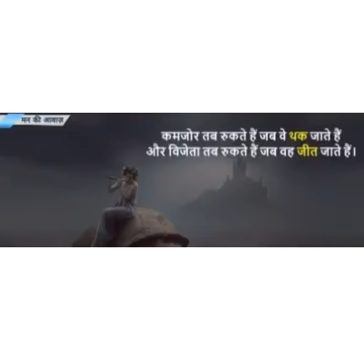 मन की आवाज़
कमजोर तब रुकते हैं जब वे थक जाते हैं
और विजेता तब रुकते हैं जब वह जीत जाते हैं।